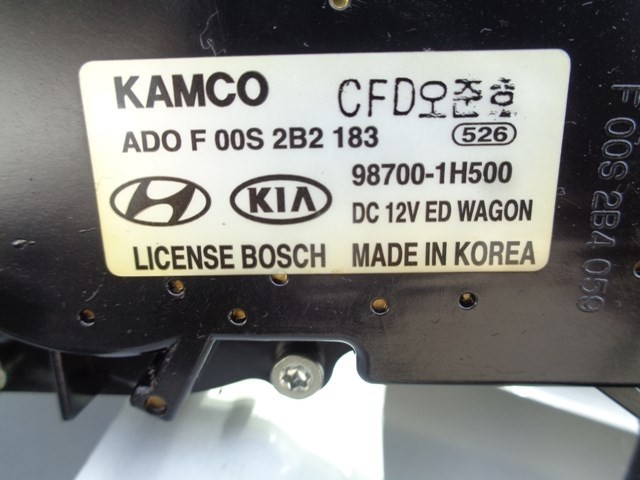 KAMCO CFD오준호
ADO F 00S 2B2 183 526
98700-1H500
KIA DC 12V ED WAGON
LICENSE BOSCH MADE IN KOREA
F 00S 2B4 059